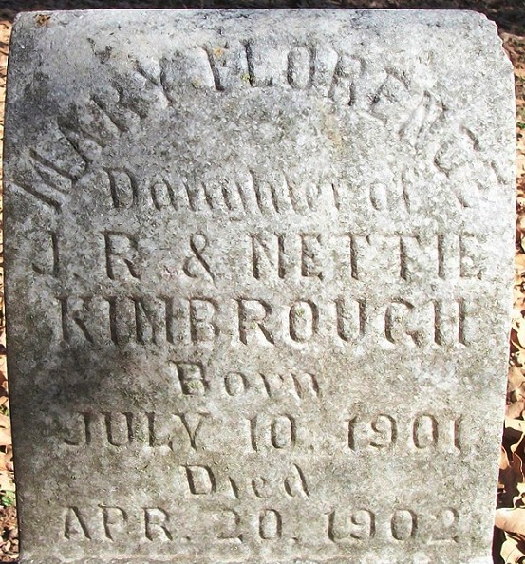 MARY FLORENCE
Daughter of
J. R. & NETTIE
KIMBROUGH
Born
JULY 10, 1901
Died
APR. 20, 1902